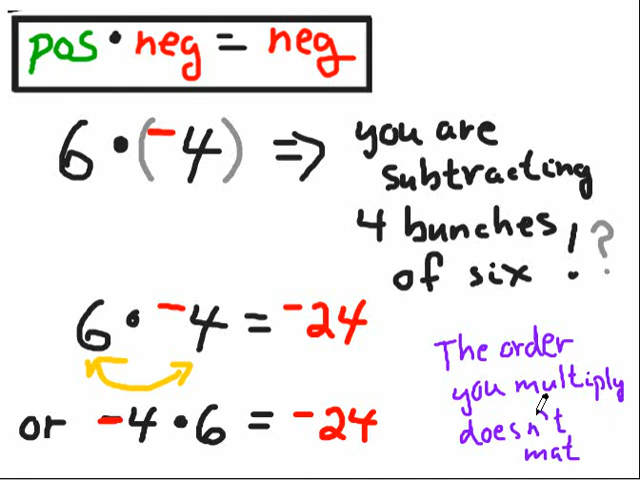 pos • neg = neg
6 • (-4) ⇒ you are
subtracting
4 bunches
of six !?
6 • -4 = -24
or -4 • 6 = -24
The order
you multiply
doesn't
mat